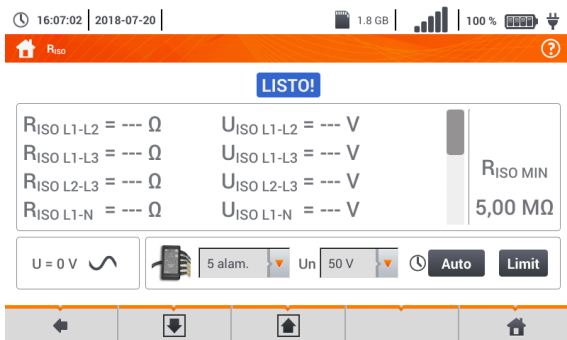 16:07:02 2018-07-20 1.8 GB 100 %
RISO ?
LISTO!
RISO L1-L2 = --- Ω UISO L1-L2 = --- V
RISO L1-L3 = --- Ω UISO L1-L3 = --- V
RISO L2-L3 = --- Ω UISO L2-L3 = --- V
RISO L1-N = --- Ω UISO L1-N = --- V
RISO MIN
5,00 MΩ
U = 0 V 5 alam. Un 50 V Auto Limit